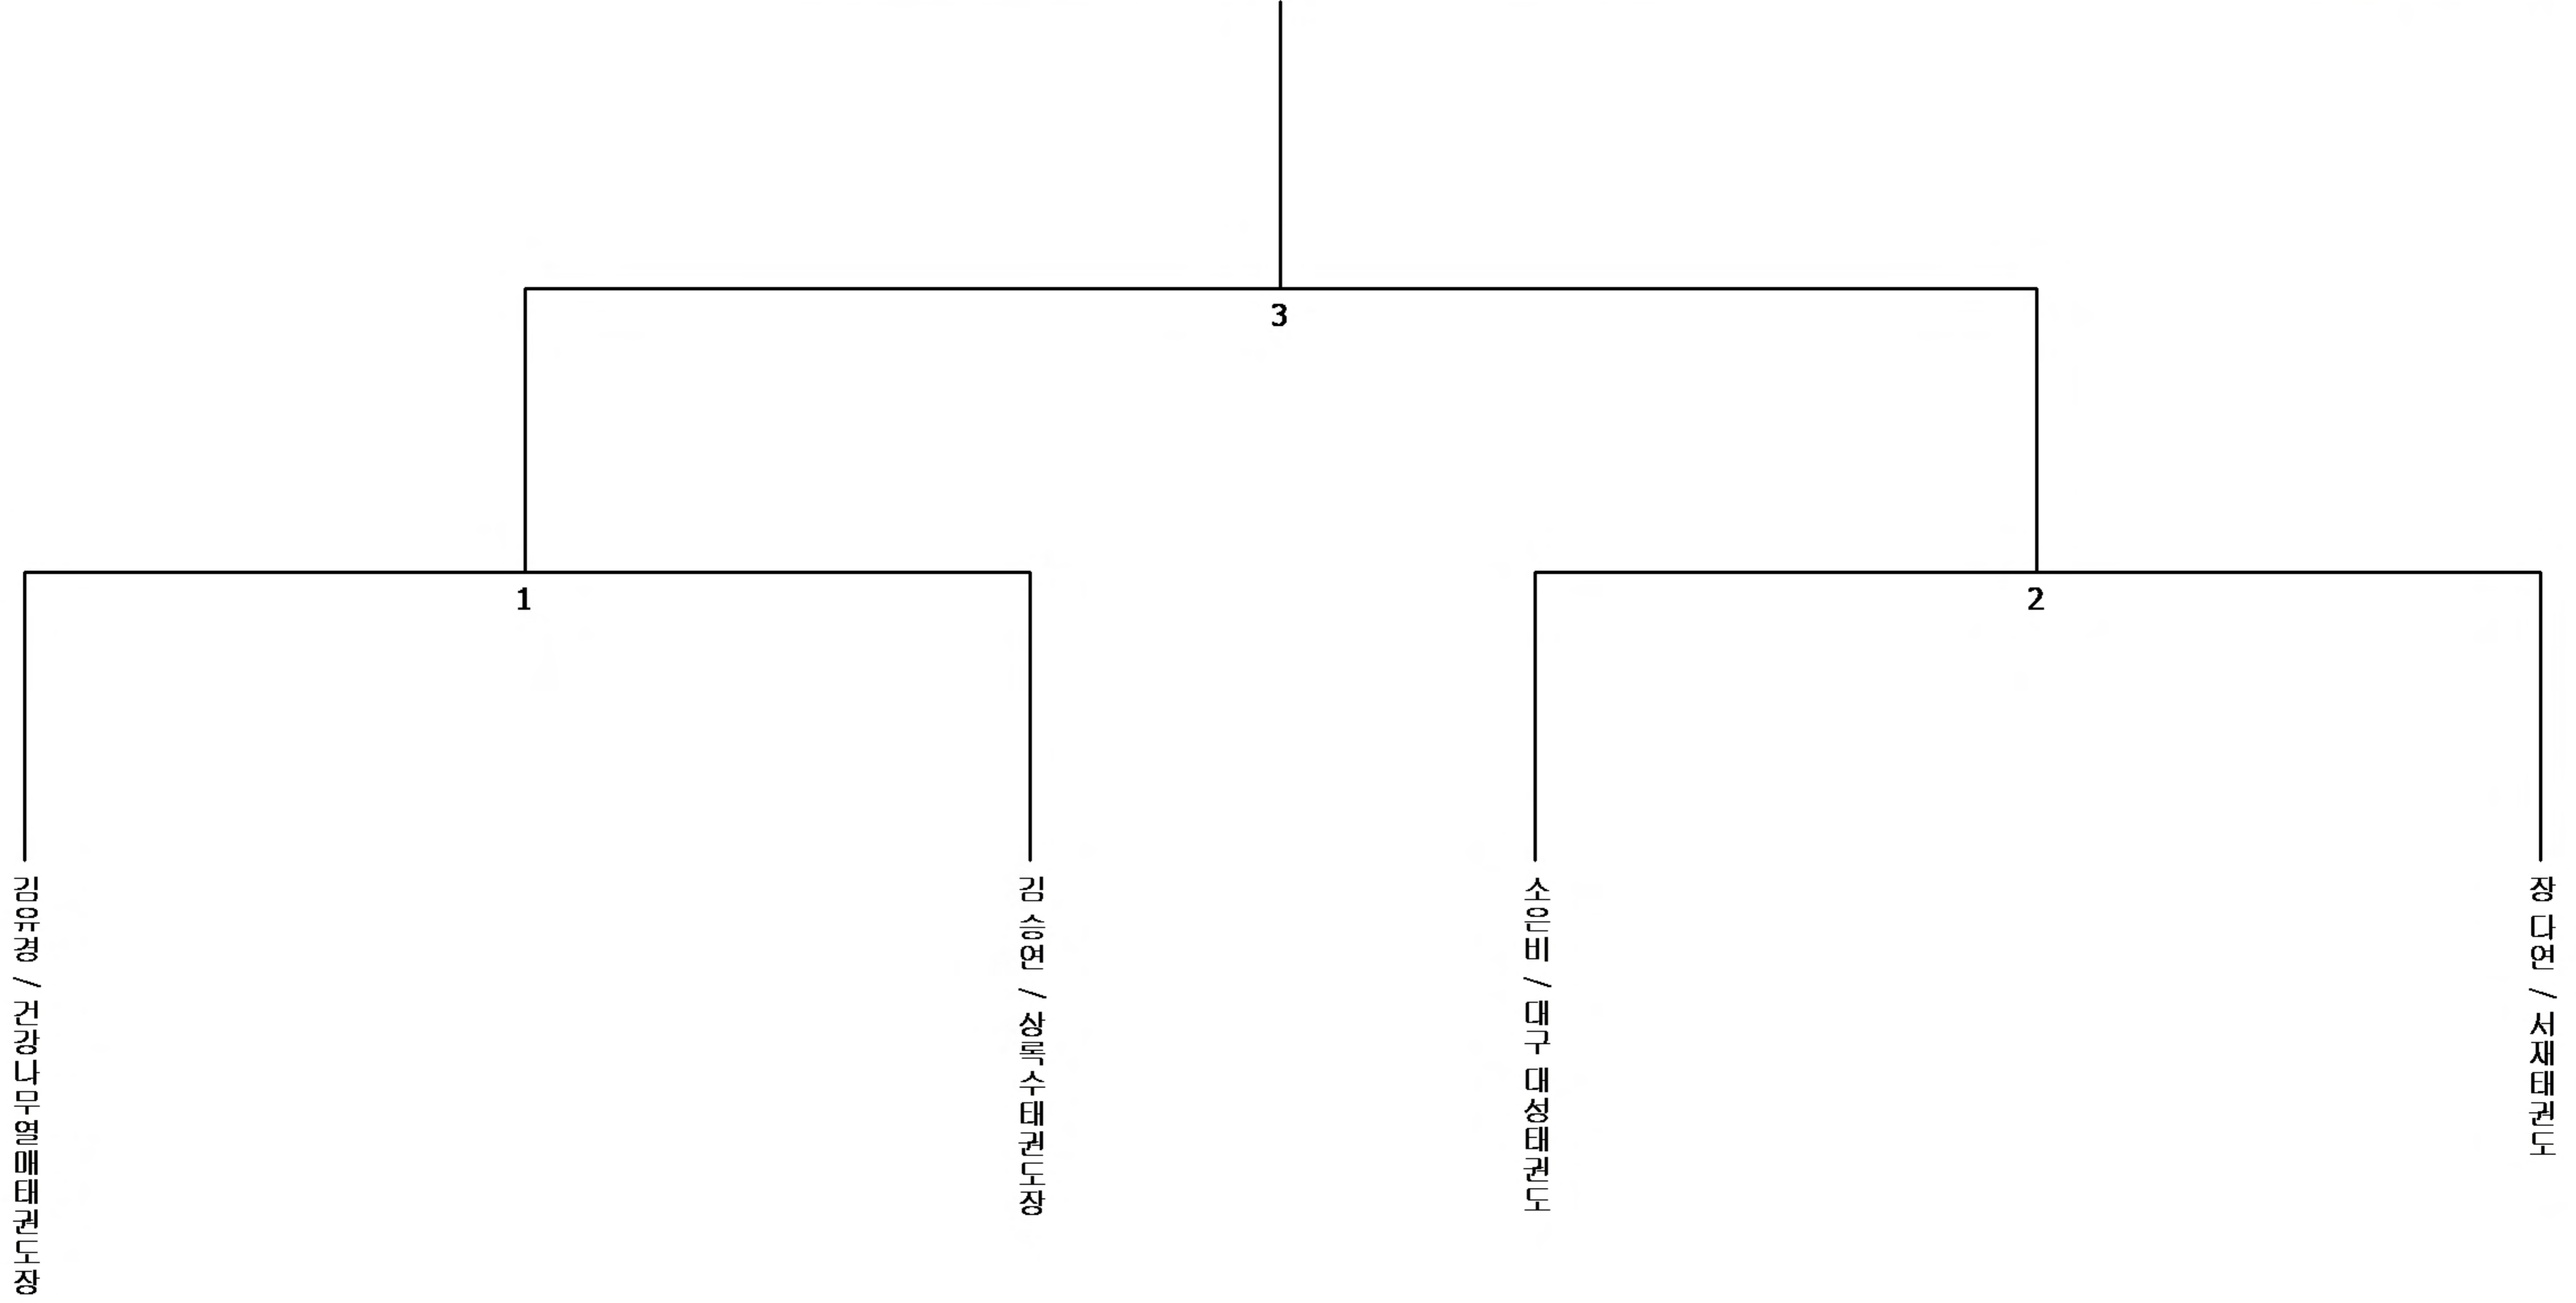 3
1
2
김유경 / 건강나무열매태권도장
김 승연 / 상록수태권도장
소은비 / 대구 대성태권도
장 다연 / 서재태권도